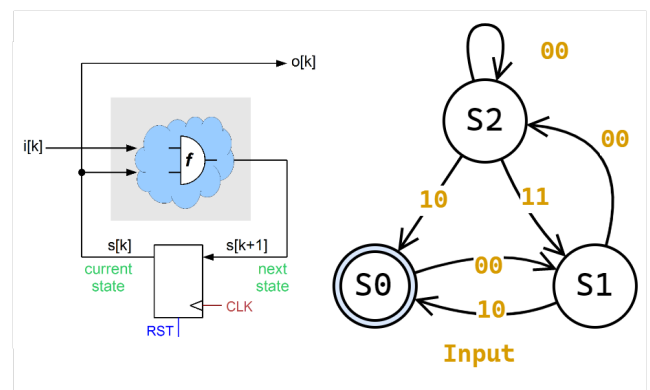 o[k]
i[k]
f
s[k]
s[k+1]
current
state
next
state
CLK
RST
00
S2
00
10
11
S0
00
S1
10
Input